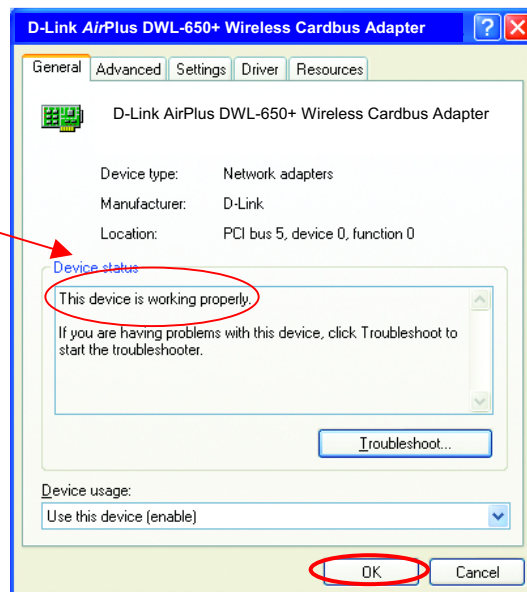 D-Link AirPlus DWL-650+ Wireless Cardbus Adapter
General Advanced Settings Driver Resources
D-Link AirPlus DWL-650+ Wireless Cardbus Adapter
Device type: Network adapters
Manufacturer: D-Link
Location: PCI bus 5, device 0, function 0
Device status
This device is working properly.
If you are having problems with this device, click Troubleshoot to
start the troubleshooter.
Troubleshoot...
Device usage:
Use this device (enable)
OK Cancel